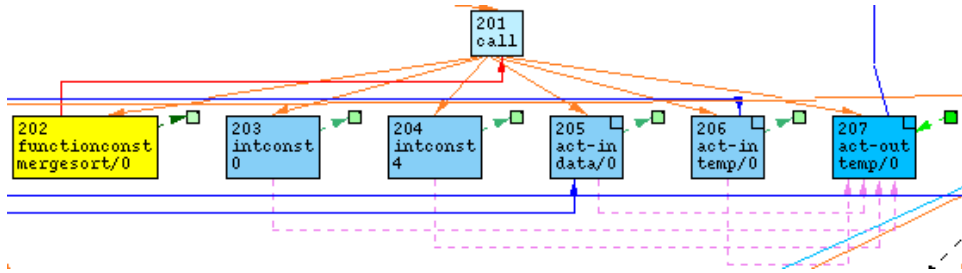 201
call
202
functionconst
mergesort/0
203
intconst
0
204
intconst
4
205
act-in
data/0
206
act-in
temp/0
207
act-out
temp/0